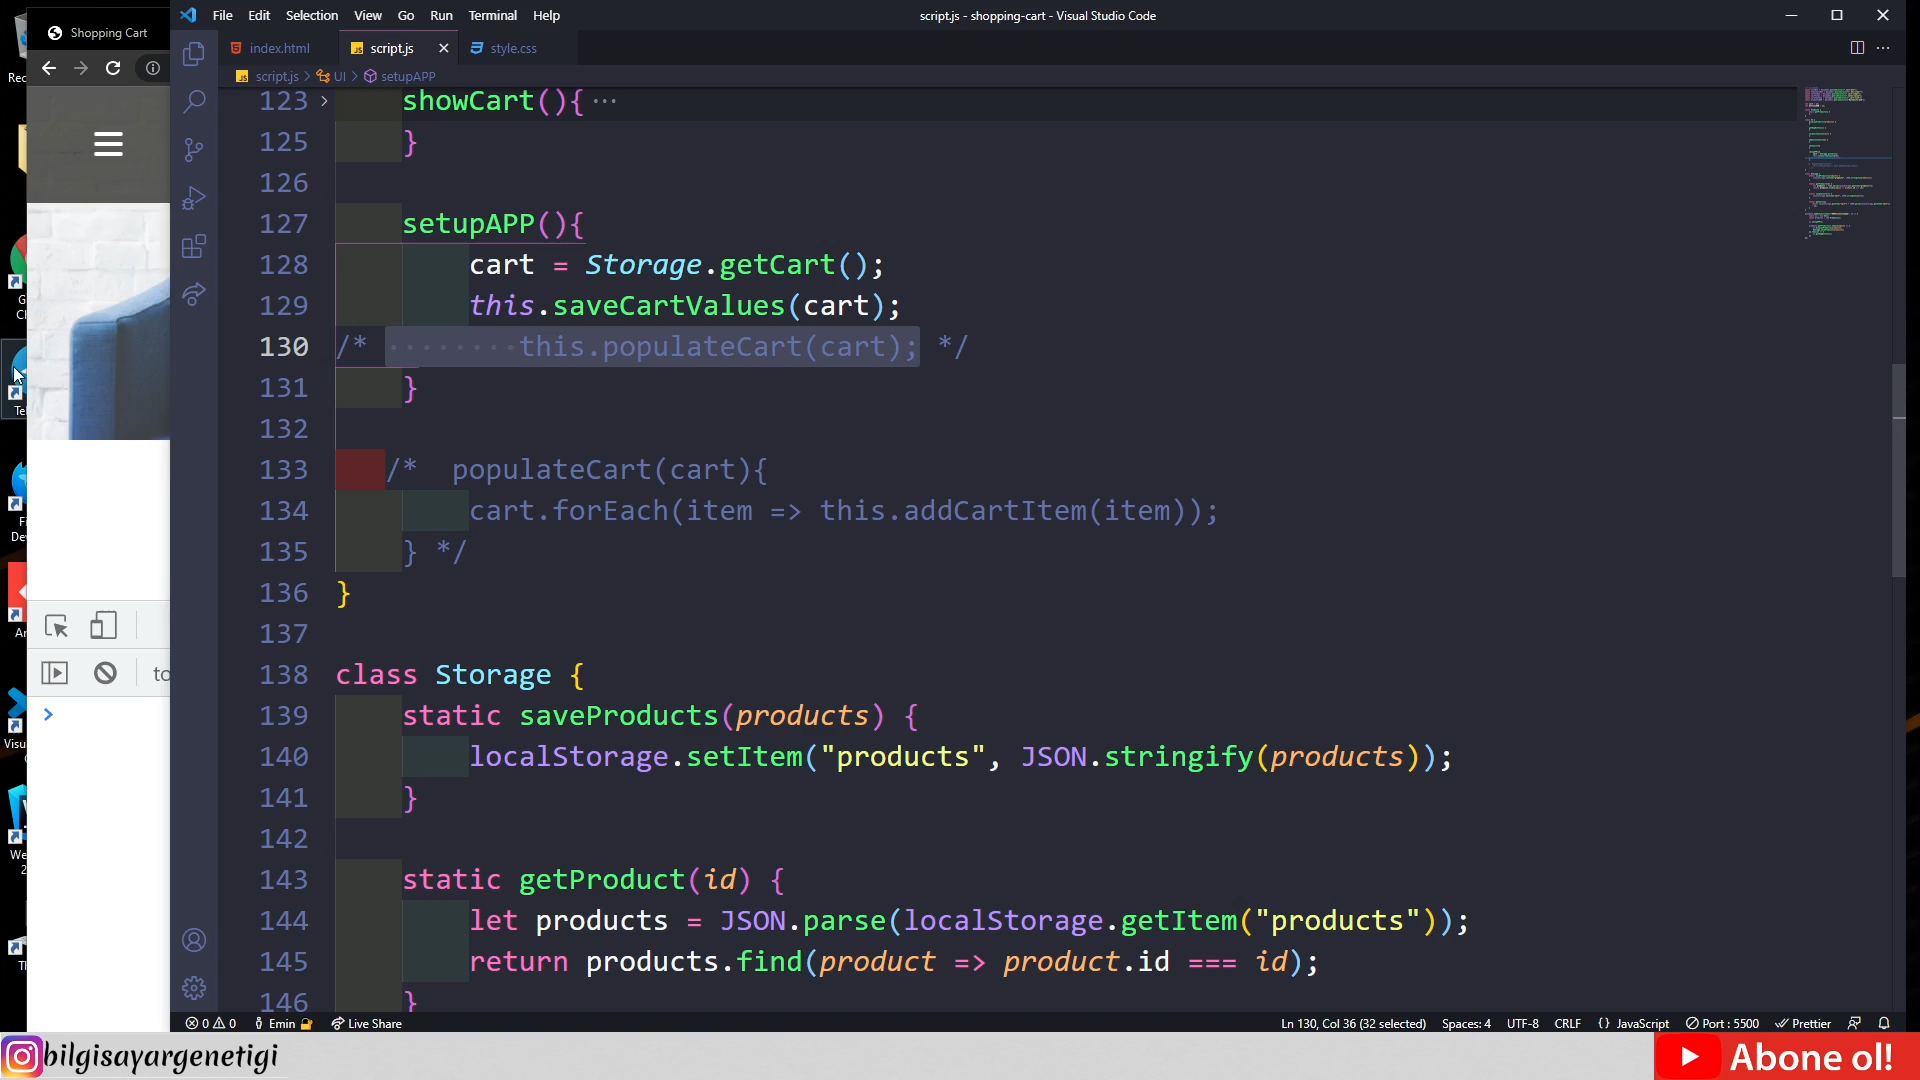 Shopping Cart
File Edit Selection View Go Run Terminal Help
script.js - shopping-cart - Visual Studio Code
index.html
JS script.js
style.css
JS script.js > UI > setupAPP
123 showCart(){ ···
125 }
126
127 setupAPP(){
128 cart = Storage.getCart();
129 this.saveCartValues(cart);
130 /* ········this.populateCart(cart); */
131 }
132
133 /* populateCart(cart){
134 cart.forEach(item => this.addCartItem(item));
135 } */
136 }
137
138 class Storage {
139 static saveProducts(products) {
140 localStorage.setItem("products", JSON.stringify(products));
141 }
142
143 static getProduct(id) {
144 let products = JSON.parse(localStorage.getItem("products"));
145 return products.find(product => product.id === id);
146 }
0 0 Emin Live Share
Ln 130, Col 36 (32 selected) Spaces: 4 UTF-8 CRLF {} JavaScript Port : 5500 Prettier
bilgisayargenetigi
Abone ol!